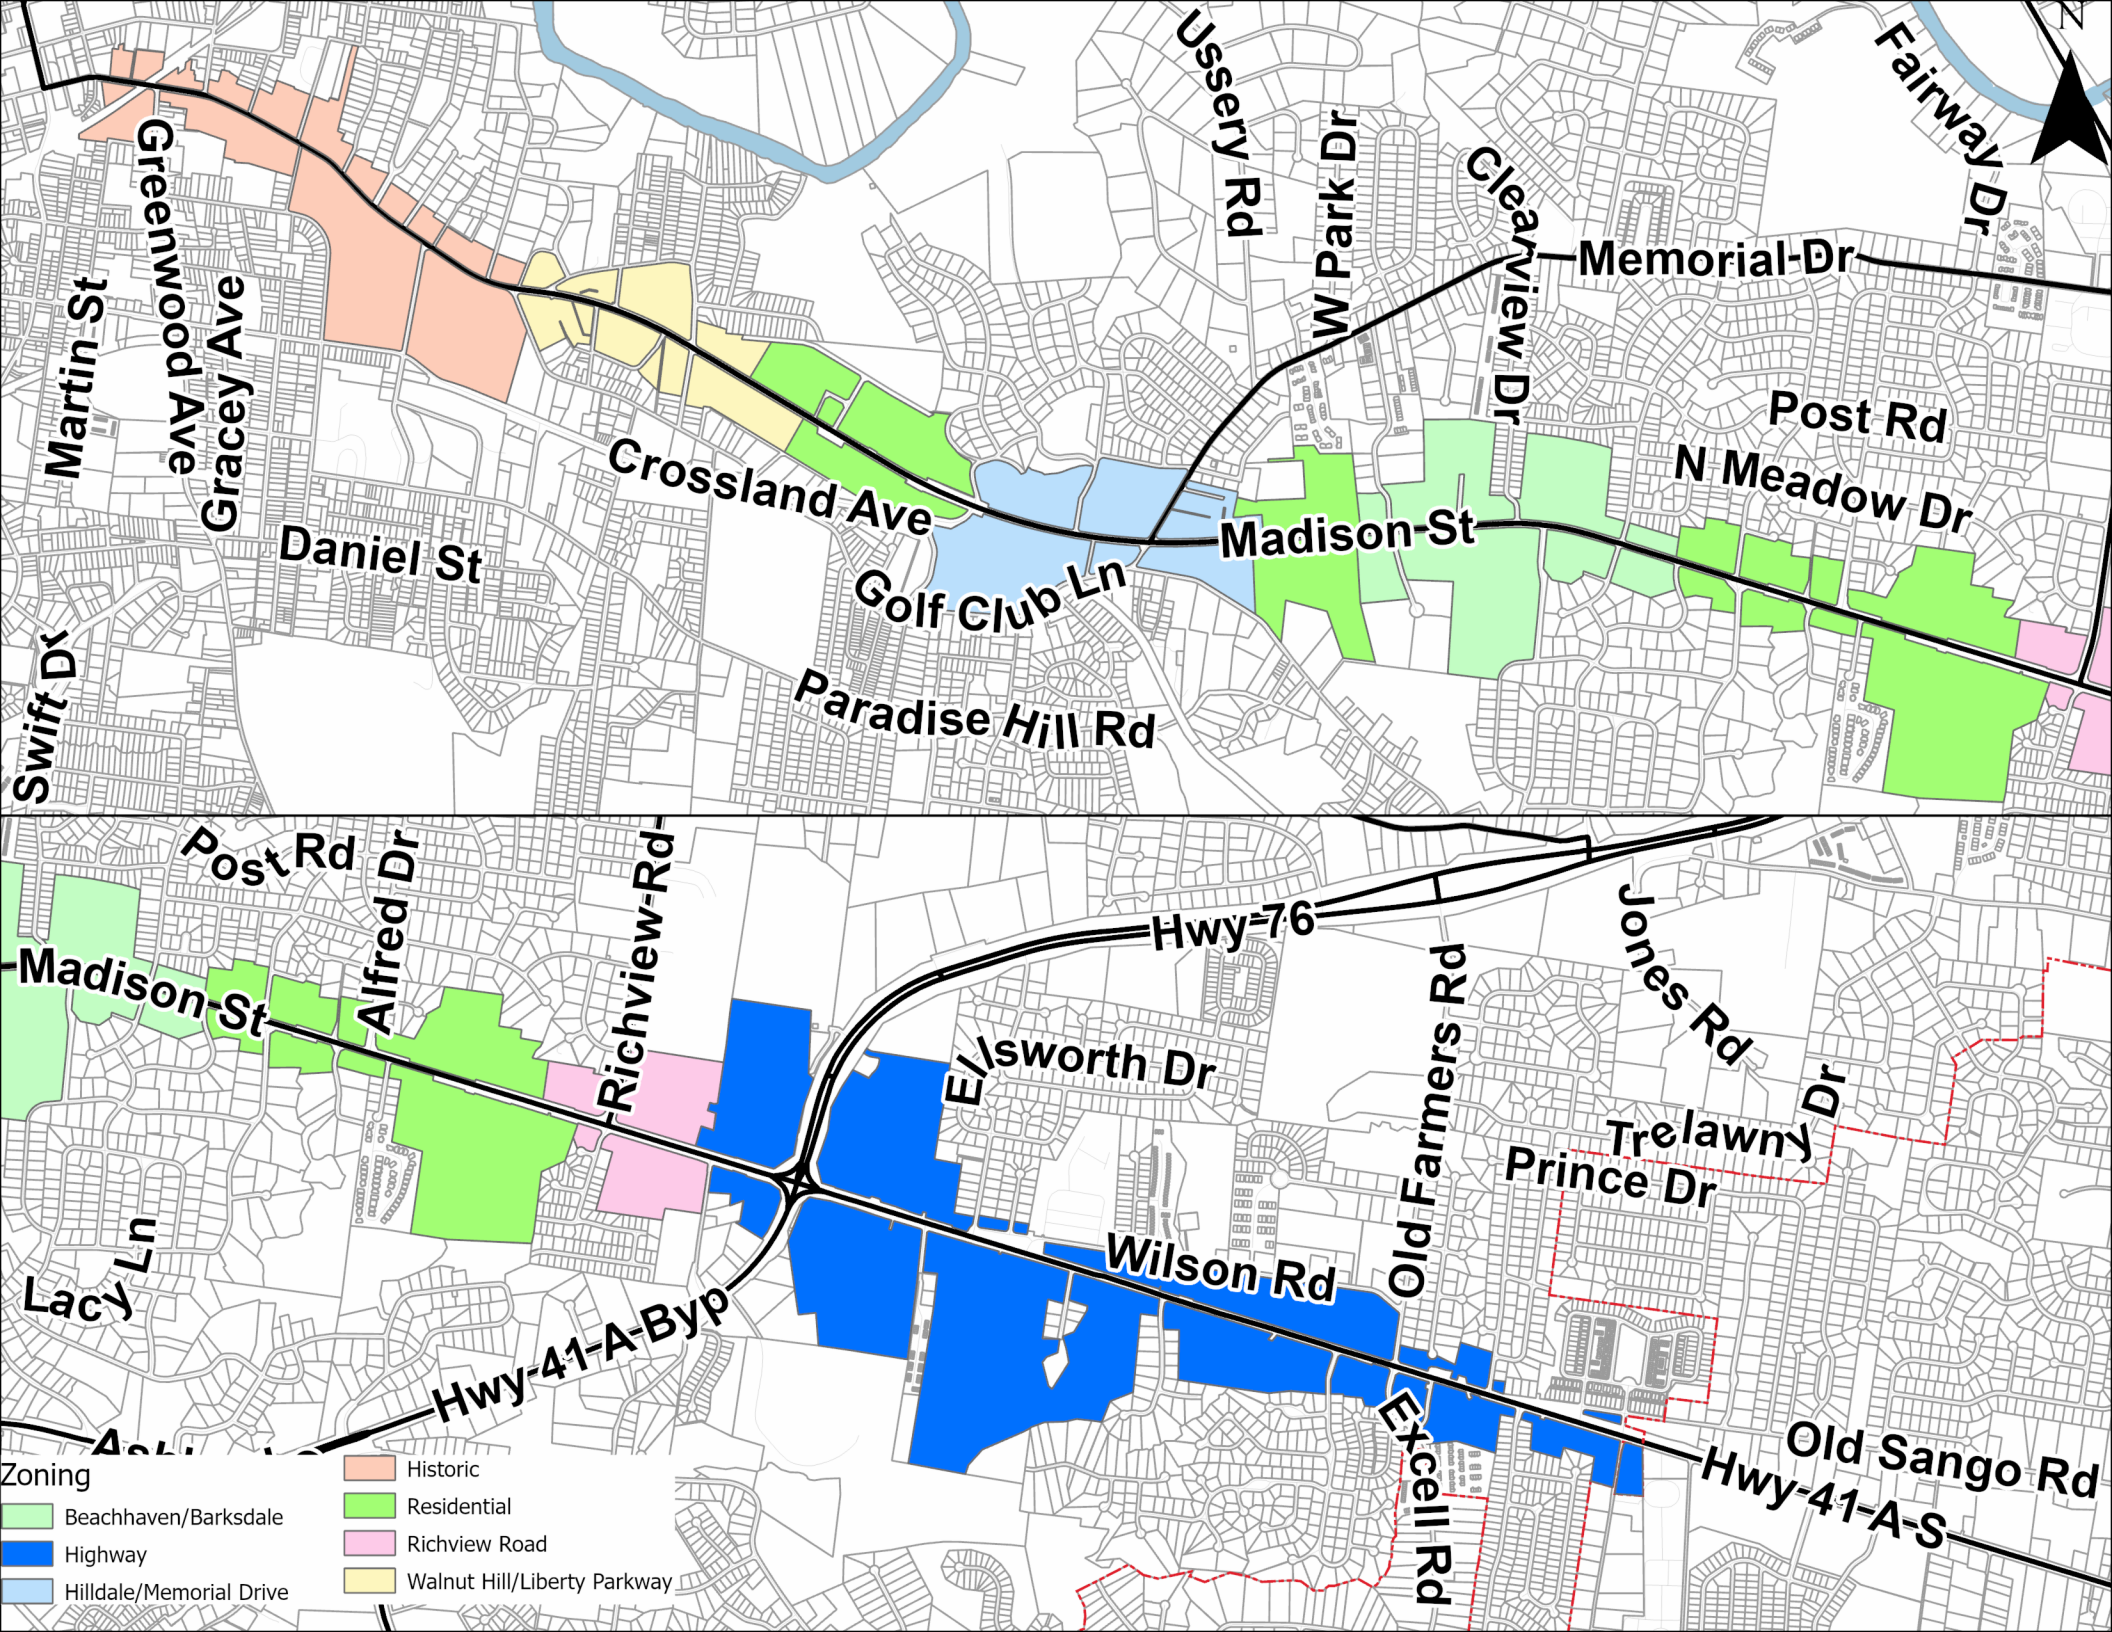 N
Ussery Rd
Fairway Dr
W Park Dr
Clearview Dr
Greenwood Ave
Memorial Dr
Martin St
Gracey Ave
Post Rd
Crossland Ave
N Meadow Dr
Madison St
Daniel St
Golf Club Ln
Swift Dr
Paradise Hill Rd
Post Rd
Alfred Dr
Richview Rd
Hwy 76
Jones Rd
Old Farmers Rd
Madison St
Ellsworth Dr
Trelawny Dr
Prince Dr
Lacy Ln
Wilson Rd
Hwy 41-A Byp
Excell Rd
Old Sango Rd
Hwy 41-A S
Zoning
Beachhaven/Barksdale
Highway
Hilldale/Memorial Drive
Historic
Residential
Richview Road
Walnut Hill/Liberty Parkway